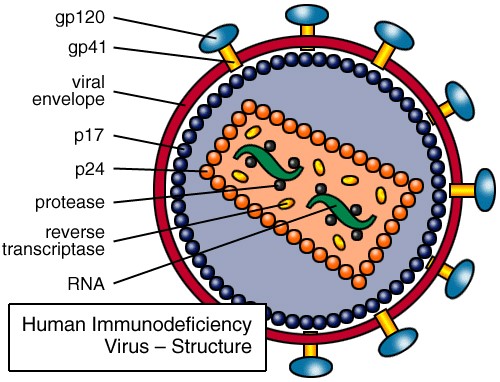 gp120
gp41
viral
envelope
p17
p24
protease
reverse
transcriptase
RNA
Human Immunodeficiency
Virus – Structure